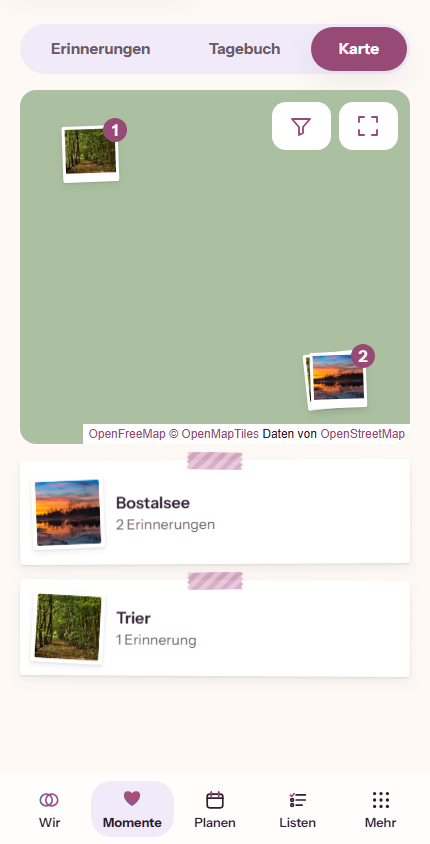 Erinnerungen Tagebuch Karte
1
2
OpenFreeMap © OpenMapTiles Daten von OpenStreetMap
Bostalsee
2 Erinnerungen
Trier
1 Erinnerung
Wir Momente Planen Listen Mehr